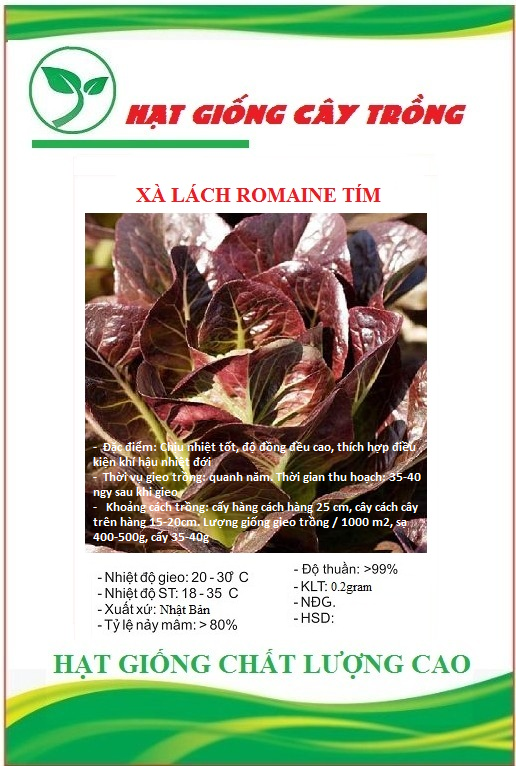 HẠT GIỐNG CÂY TRỒNG
XÀ LÁCH ROMAINE TÍM
- Đặc điểm: Chịu nhiệt tốt, độ đồng đều cao, thích hợp điều
kiện khí hậu nhiệt đới
- Thời vụ gieo trồng: quanh năm. Thời gian thu hoạch: 35-40
ngy sau khi gieo
- Khoảng cách trồng: cấy hàng cách hàng 25 cm, cây cách cây
trên hàng 15-20cm. Lượng giống gieo trồng / 1000 m2, sạ
400-500g, cấy 35-40g
- Nhiệt độ gieo: 20 - 30° C
- Nhiệt độ ST: 18 - 35 C
- Xuất xứ: Nhật Bản
- Tỷ lệ nảy mâm: > 80%
- Độ thuần: >99%
- KLT: 0.2gram
- NĐG.
- HSD:
HẠT GIỐNG CHẤT LƯỢNG CAO